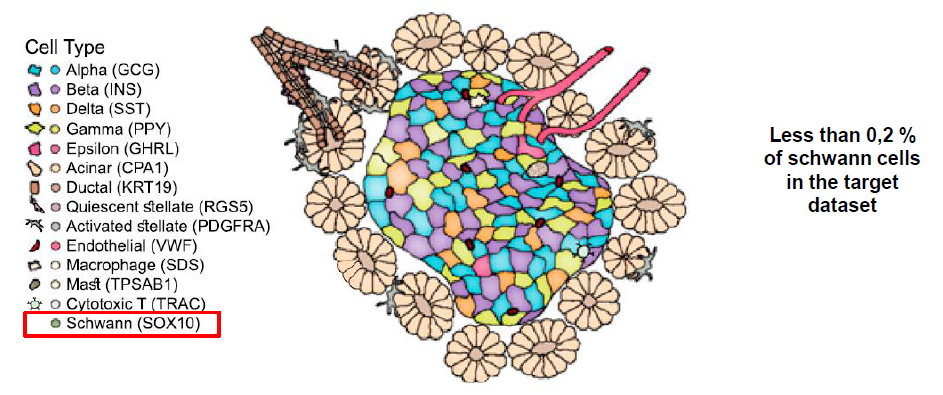 Cell Type
Alpha (GCG)
Beta (INS)
Delta (SST)
Gamma (PPY)
Epsilon (GHRL)
Acinar (CPA1)
Ductal (KRT19)
Quiescent stellate (RGS5)
Activated stellate (PDGFRA)
Endothelial (VWF)
Macrophage (SDS)
Mast (TPSAB1)
Cytotoxic T (TRAC)
Schwann (SOX10)
Less than 0,2 %
of schwann cells
in the target
dataset